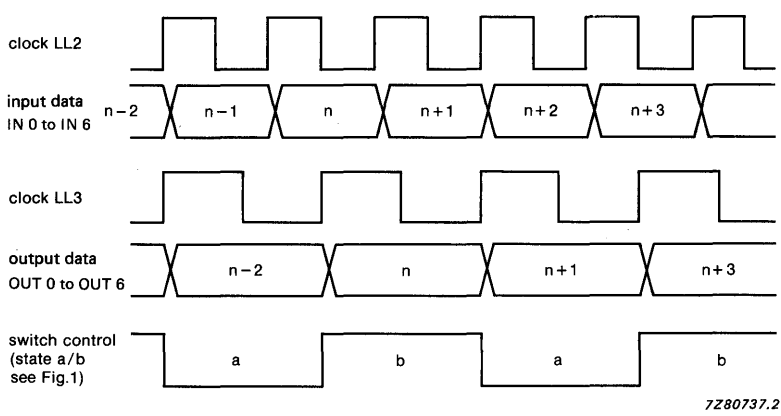 clock LL2
input data
IN 0 to IN 6
n−2 n−1 n n+1 n+2 n+3
clock LL3
output data
OUT 0 to OUT 6
n−2 n n+1 n+3
switch control
(state a/b
see Fig.1)
a b a b
7Z80737.2